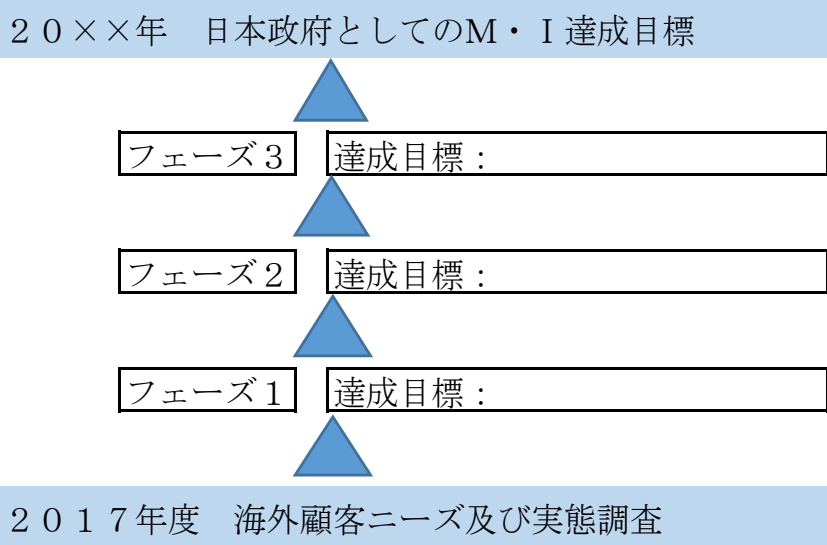 ２０××年　日本政府としてのM・I達成目標
フェーズ３　達成目標：
フェーズ２　達成目標：
フェーズ１　達成目標：
２０１７年度　海外顧客ニーズ及び実態調査